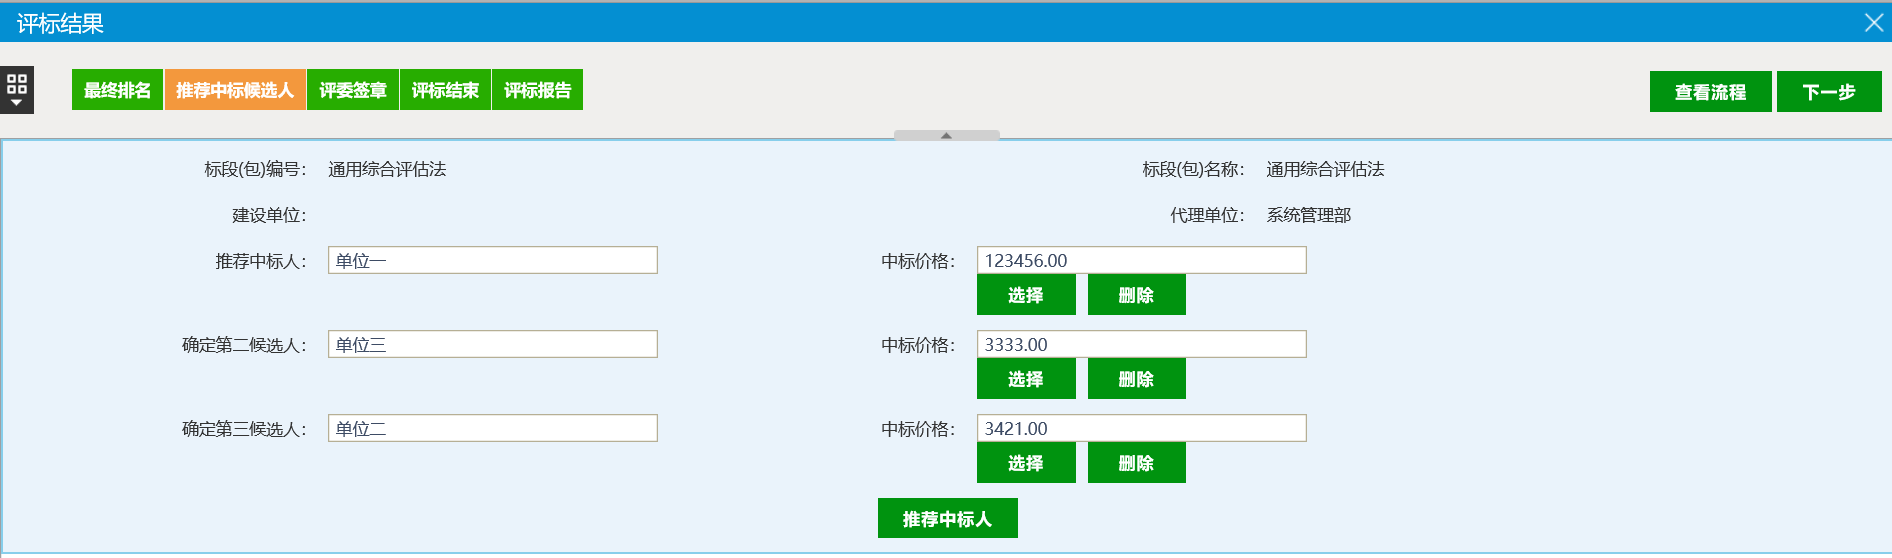 评标结果
最终排名 推荐中标候选人 评委签章 评标结束 评标报告 查看流程 下一步
标段(包)编号： 通用综合评估法 标段(包)名称： 通用综合评估法
建设单位： 代理单位： 系统管理部
推荐中标人： 单位一 中标价格： 123456.00
选择 删除
确定第二候选人： 单位三 中标价格： 3333.00
选择 删除
确定第三候选人： 单位二 中标价格： 3421.00
选择 删除
推荐中标人